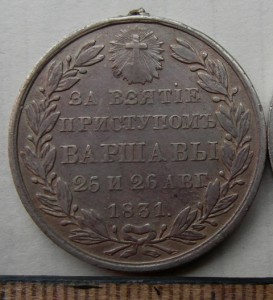 ЗА ВЗЯТІЕ
ПРИСТУПОМЪ
ВАРШАВЫ
25 И 26 АВГ.
1831.